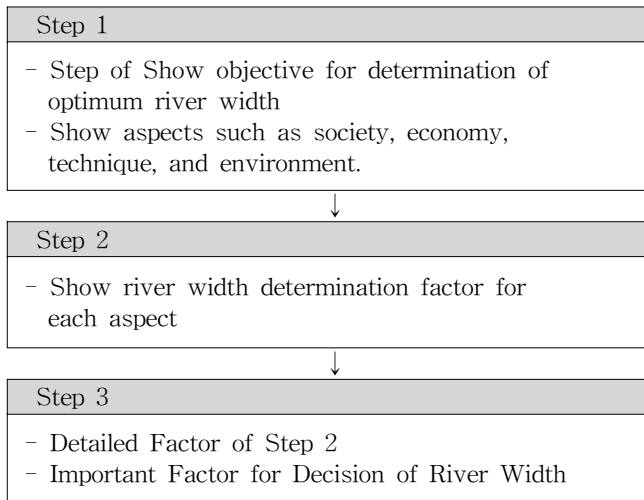 Step 1
- Step of Show objective for determination of
optimum river width
- Show aspects such as society, economy,
technique, and environment.
↓
Step 2
- Show river width determination factor for
each aspect
↓
Step 3
- Detailed Factor of Step 2
- Important Factor for Decision of River Width